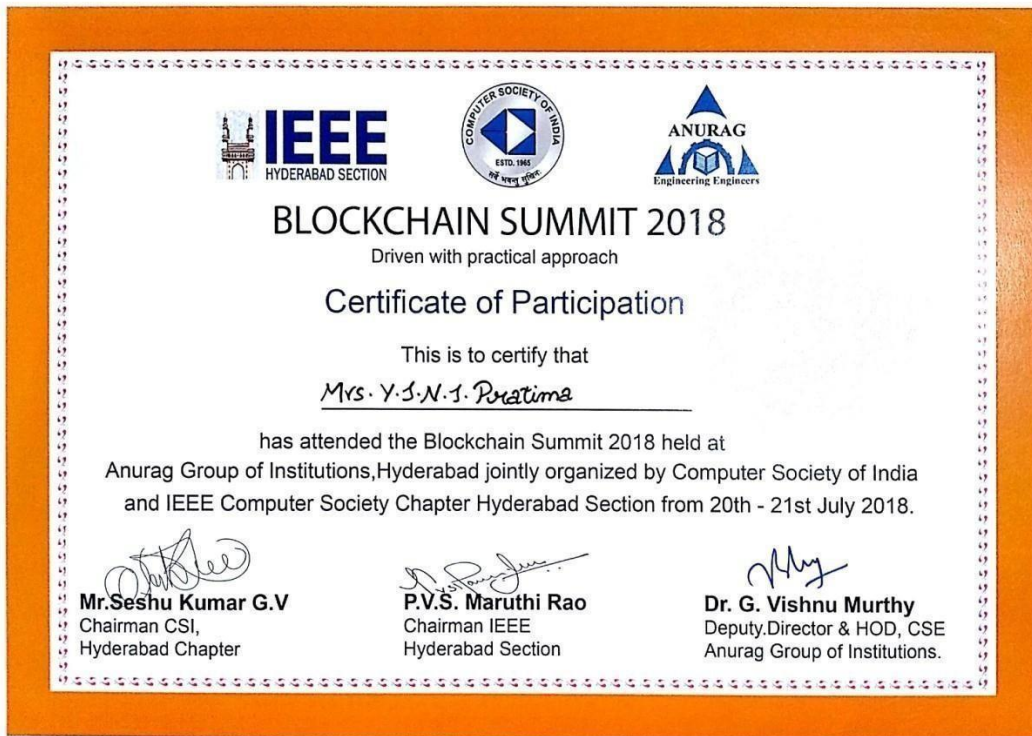 IEEE
HYDERABAD SECTION
COMPUTER SOCIETY OF INDIA
ESTD. 1965
सर्वे भवन्तु सुखिनः
ANURAG
Engineering Engineers
BLOCKCHAIN SUMMIT 2018
Driven with practical approach
Certificate of Participation
This is to certify that
Mrs. Y.J.N.J. Pratima
has attended the Blockchain Summit 2018 held at
Anurag Group of Institutions,Hyderabad jointly organized by Computer Society of India
and IEEE Computer Society Chapter Hyderabad Section from 20th - 21st July 2018.
Mr.Seshu Kumar G.V
Chairman CSI,
Hyderabad Chapter
P.V.S. Maruthi Rao
Chairman IEEE
Hyderabad Section
Dr. G. Vishnu Murthy
Deputy.Director & HOD, CSE
Anurag Group of Institutions.